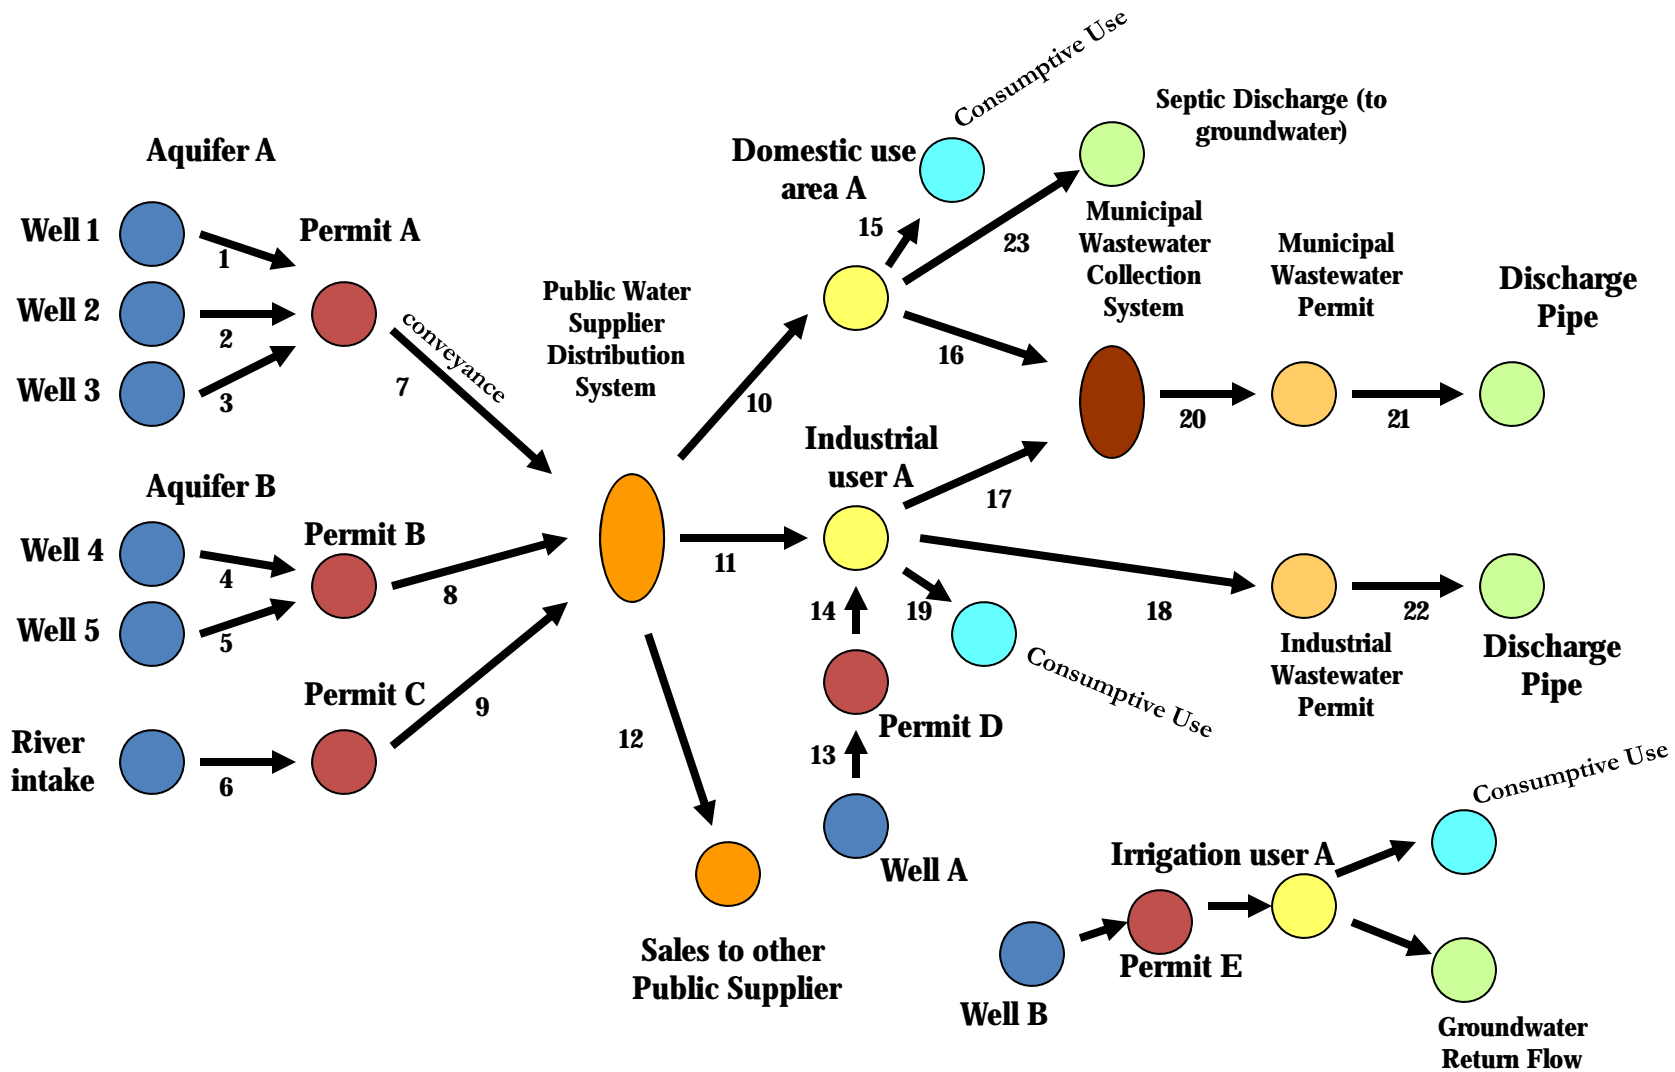 Consumptive Use
Septic Discharge (to
groundwater)
Aquifer A
Domestic use
area A
Well 1
Permit A
1
15
23
Municipal
Wastewater
Collection
System
Municipal
Wastewater
Permit
Discharge
Pipe
Well 2
2
Public Water
Supplier
Distribution
System
conveyance
16
Well 3
3
7
10
20
21
Industrial
user A
Aquifer B
17
Well 4
4
Permit B
8
11
Well 5
5
14
19
18
22
Industrial
Wastewater
Permit
Discharge
Pipe
Consumptive Use
Permit C
9
River
intake
6
12
Permit D
13
Consumptive Use
Well A
Irrigation user A
Sales to other
Public Supplier
Permit E
Well B
Groundwater
Return Flow